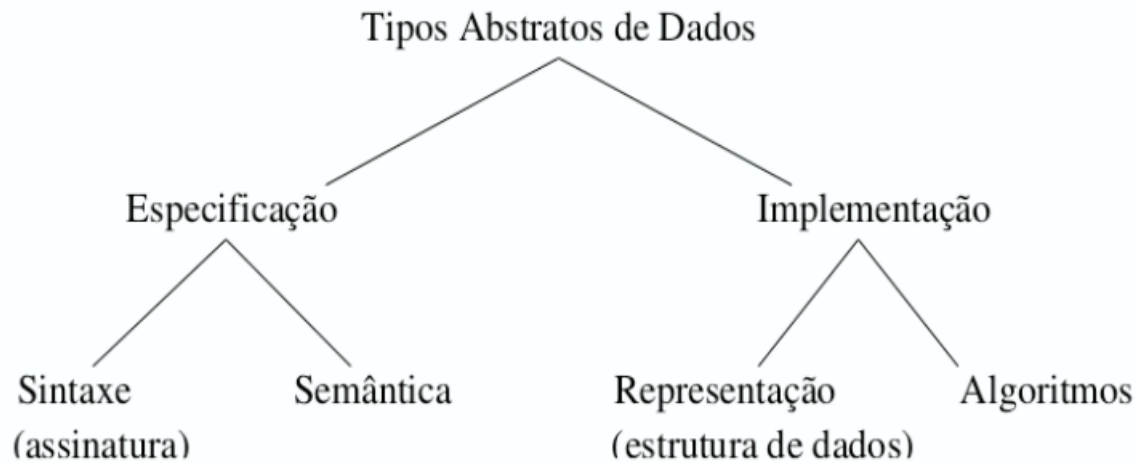 Tipos Abstratos de Dados
Especificação Implementação
Sintaxe Semântica Representação Algoritmos
(assinatura) (estrutura de dados)